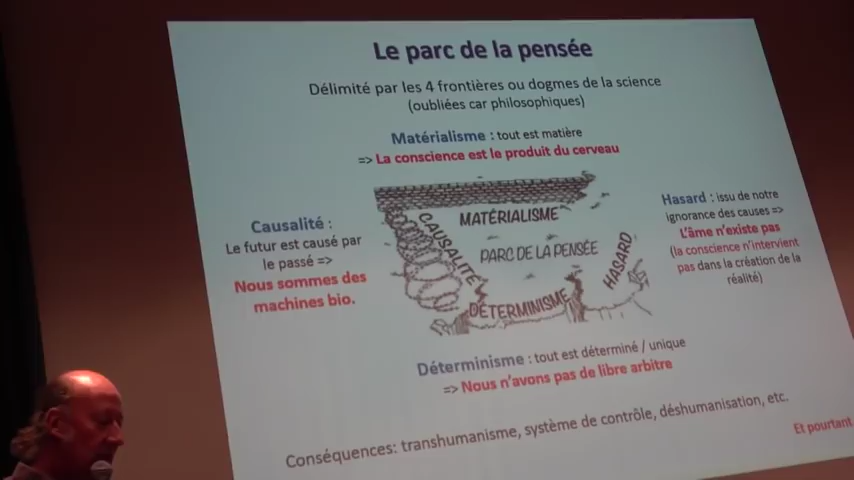 Le parc de la pensée
Délimité par les 4 frontières ou dogmes de la science
(oubliées car philosophiques)
Matérialisme : tout est matière
=> La conscience est le produit du cerveau
Causalité :
Le futur est causé par
le passé =>
Nous sommes des
machines bio.
MATÉRIALISME
CAUSALITÉ
PARC DE LA PENSÉE
HASARD
DÉTERMINISME
Hasard : issu de notre
ignorance des causes =>
L'âme n'existe pas
(la conscience n'intervient
pas dans la création de la
réalité)
Déterminisme : tout est déterminé / unique
=> Nous n'avons pas de libre arbitre
Conséquences: transhumanisme, système de contrôle, déshumanisation, etc.
Et pourtant